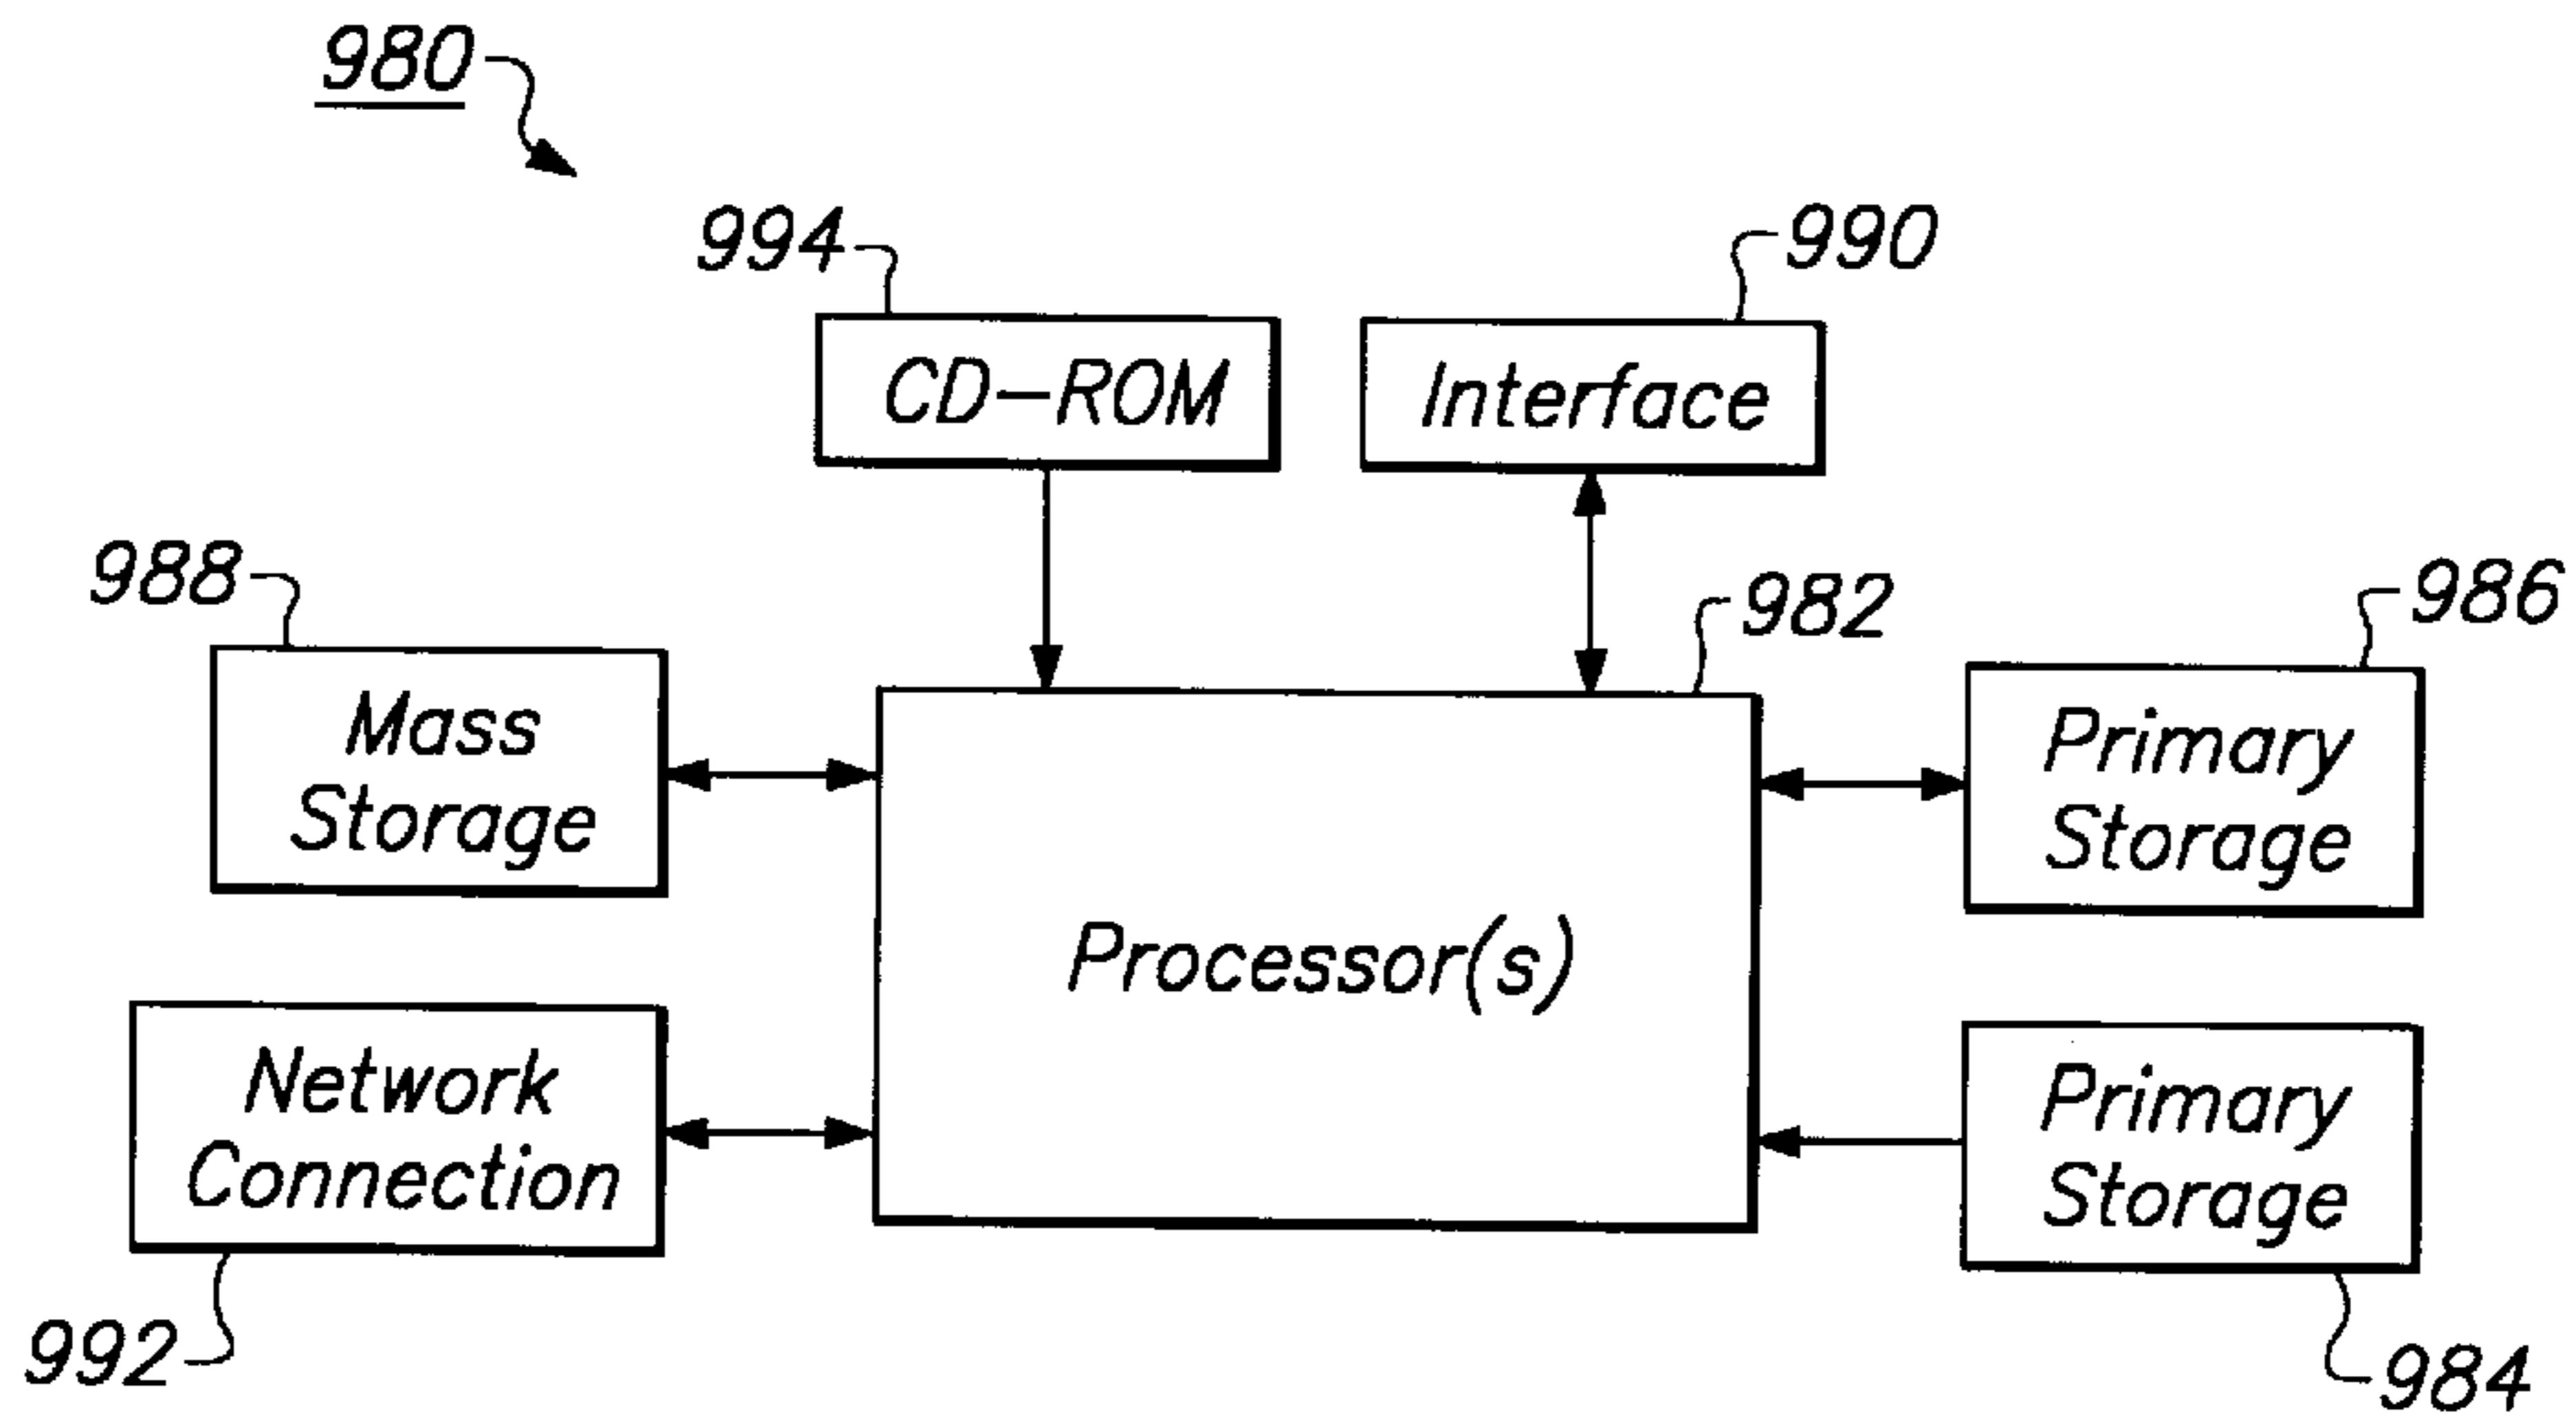 980
994
990
CD-ROM
Interface
988
982
986
Mass
Storage
Primary
Storage
Processor(s)
Network
Connection
Primary
Storage
992
984